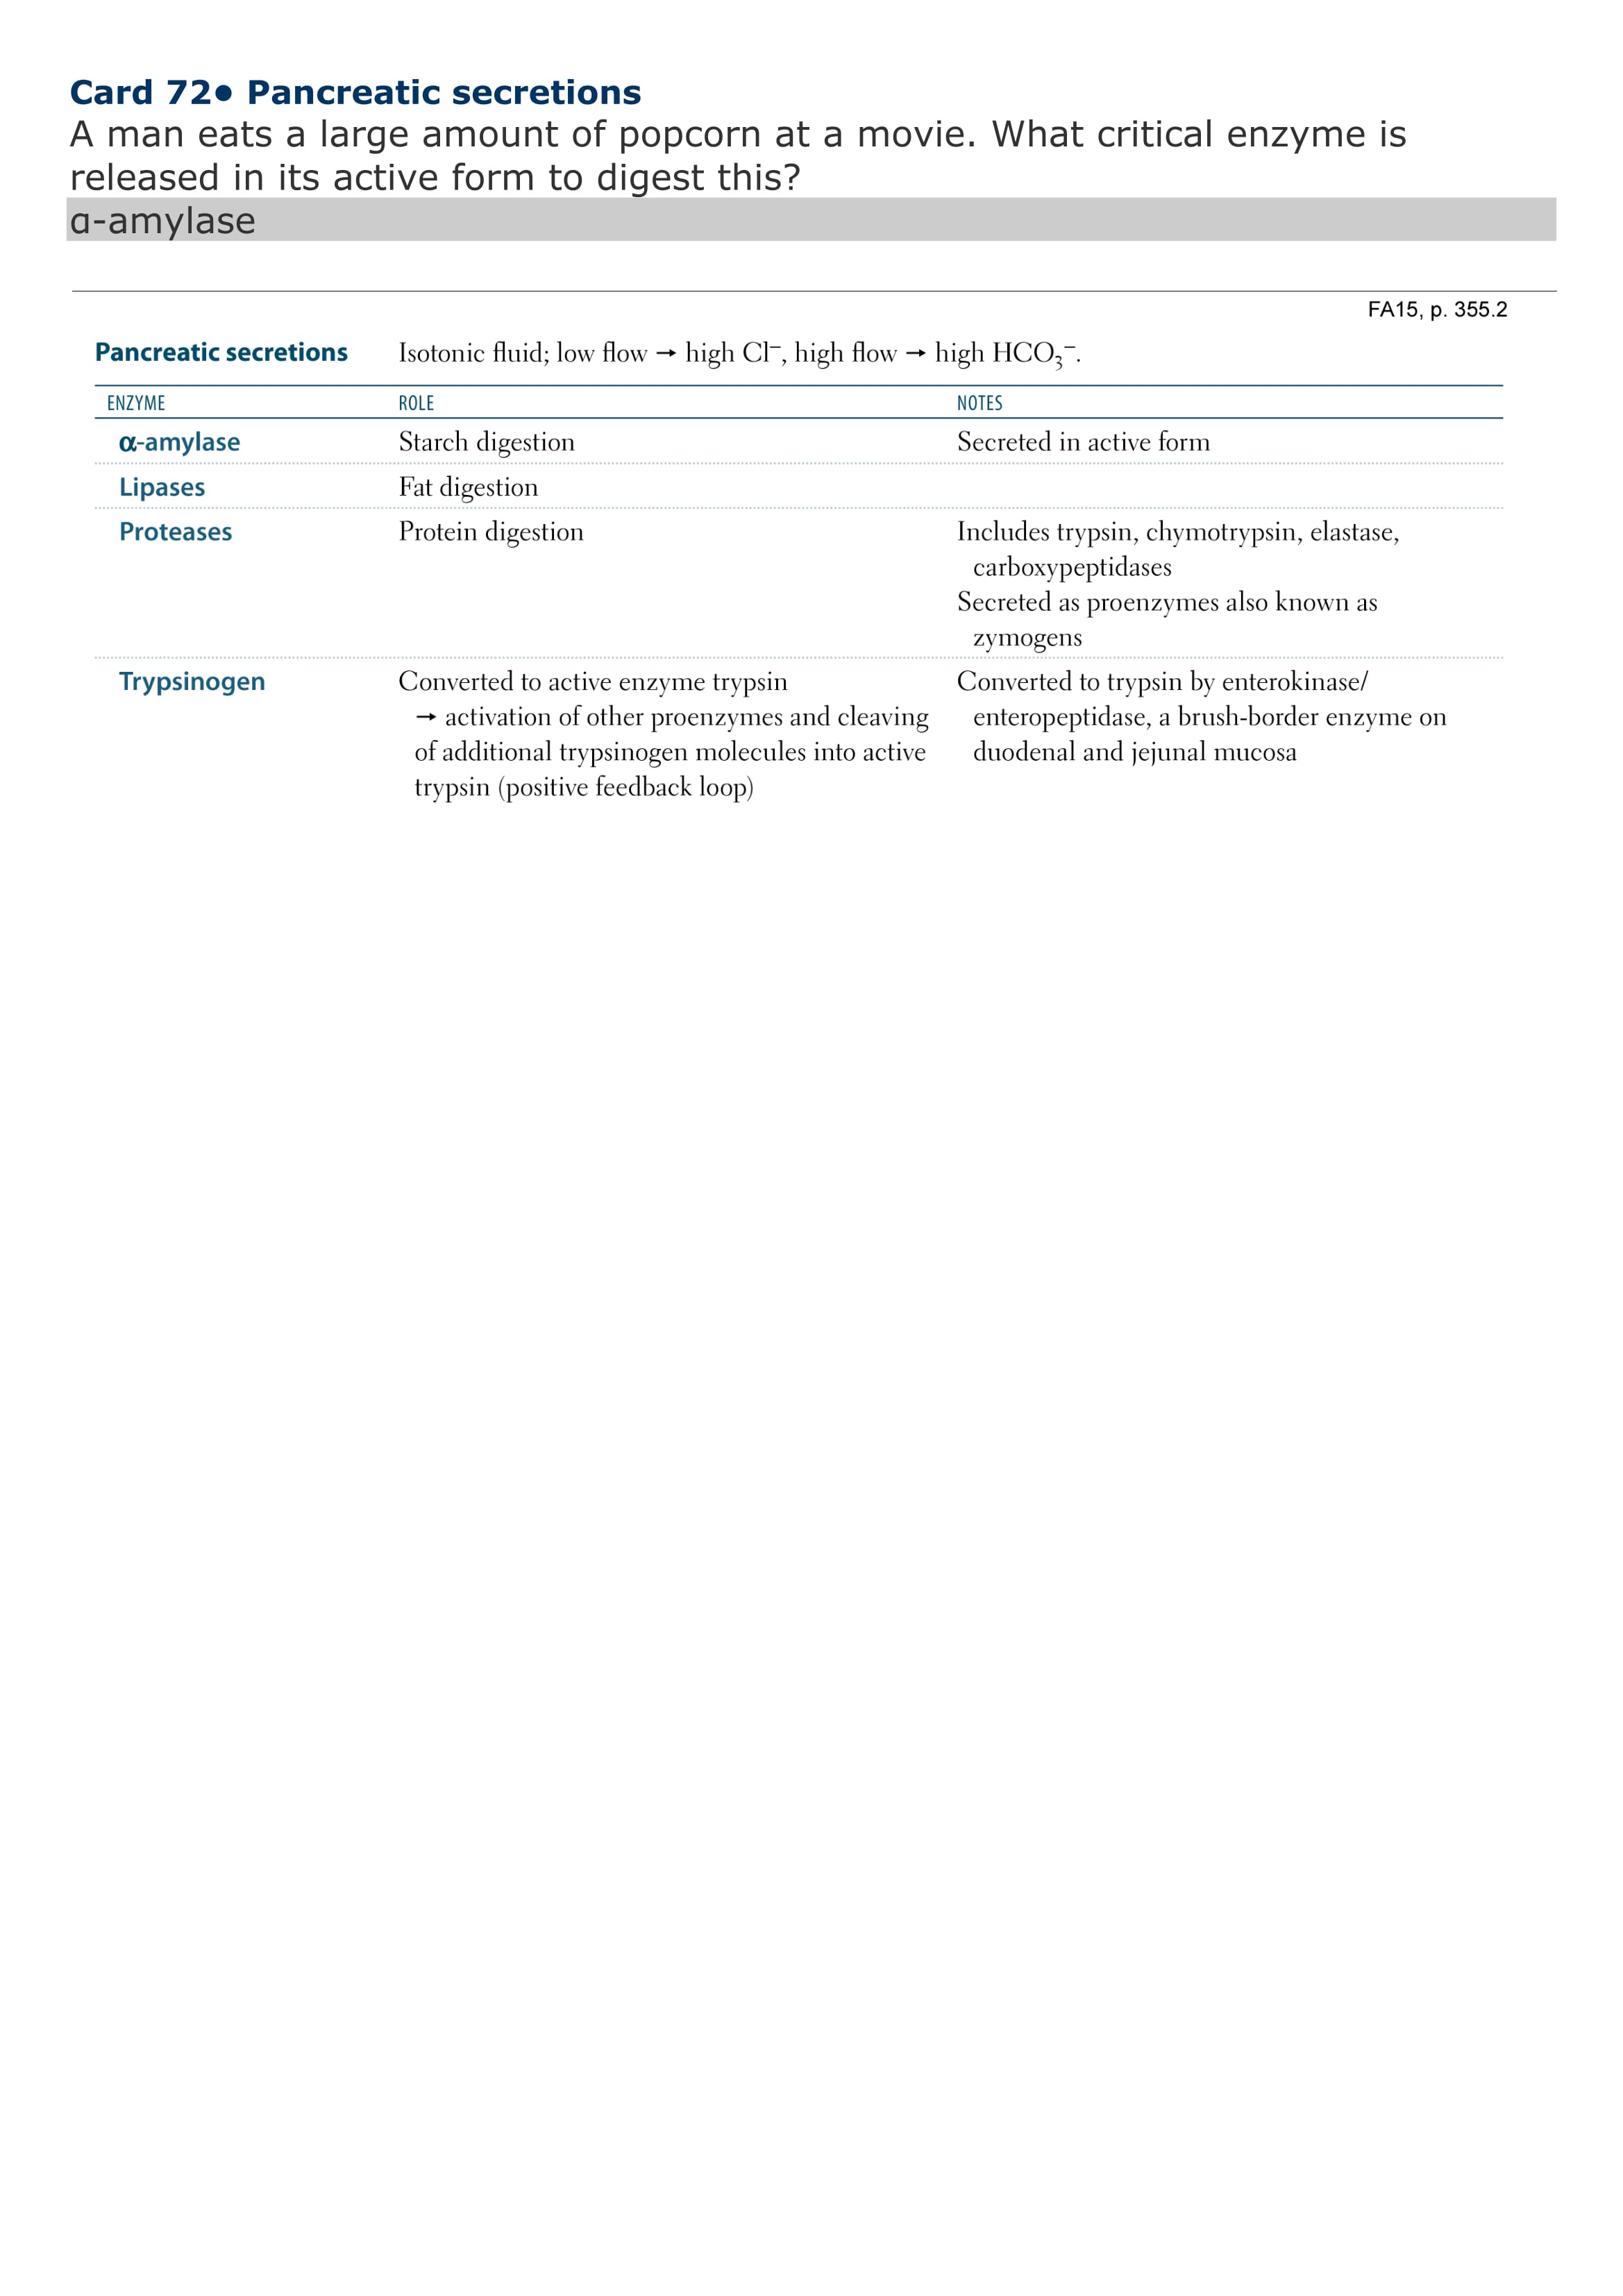 Card 72● Pancreatic secretions
A man eats a large amount of popcorn at a movie. What critical enzyme is
released in its active form to digest this?
α-amylase
FA15, p. 355.2
Pancreatic secretions Isotonic fluid; low flow → high Cl⁻, high flow → high HCO₃⁻.
ENZYME ROLE NOTES
α-amylase Starch digestion Secreted in active form
Lipases Fat digestion
Proteases Protein digestion Includes trypsin, chymotrypsin, elastase,
carboxypeptidases
Secreted as proenzymes also known as
zymogens
Trypsinogen Converted to active enzyme trypsin Converted to trypsin by enterokinase/
→ activation of other proenzymes and cleaving enteropeptidase, a brush-border enzyme on
of additional trypsinogen molecules into active duodenal and jejunal mucosa
trypsin (positive feedback loop)